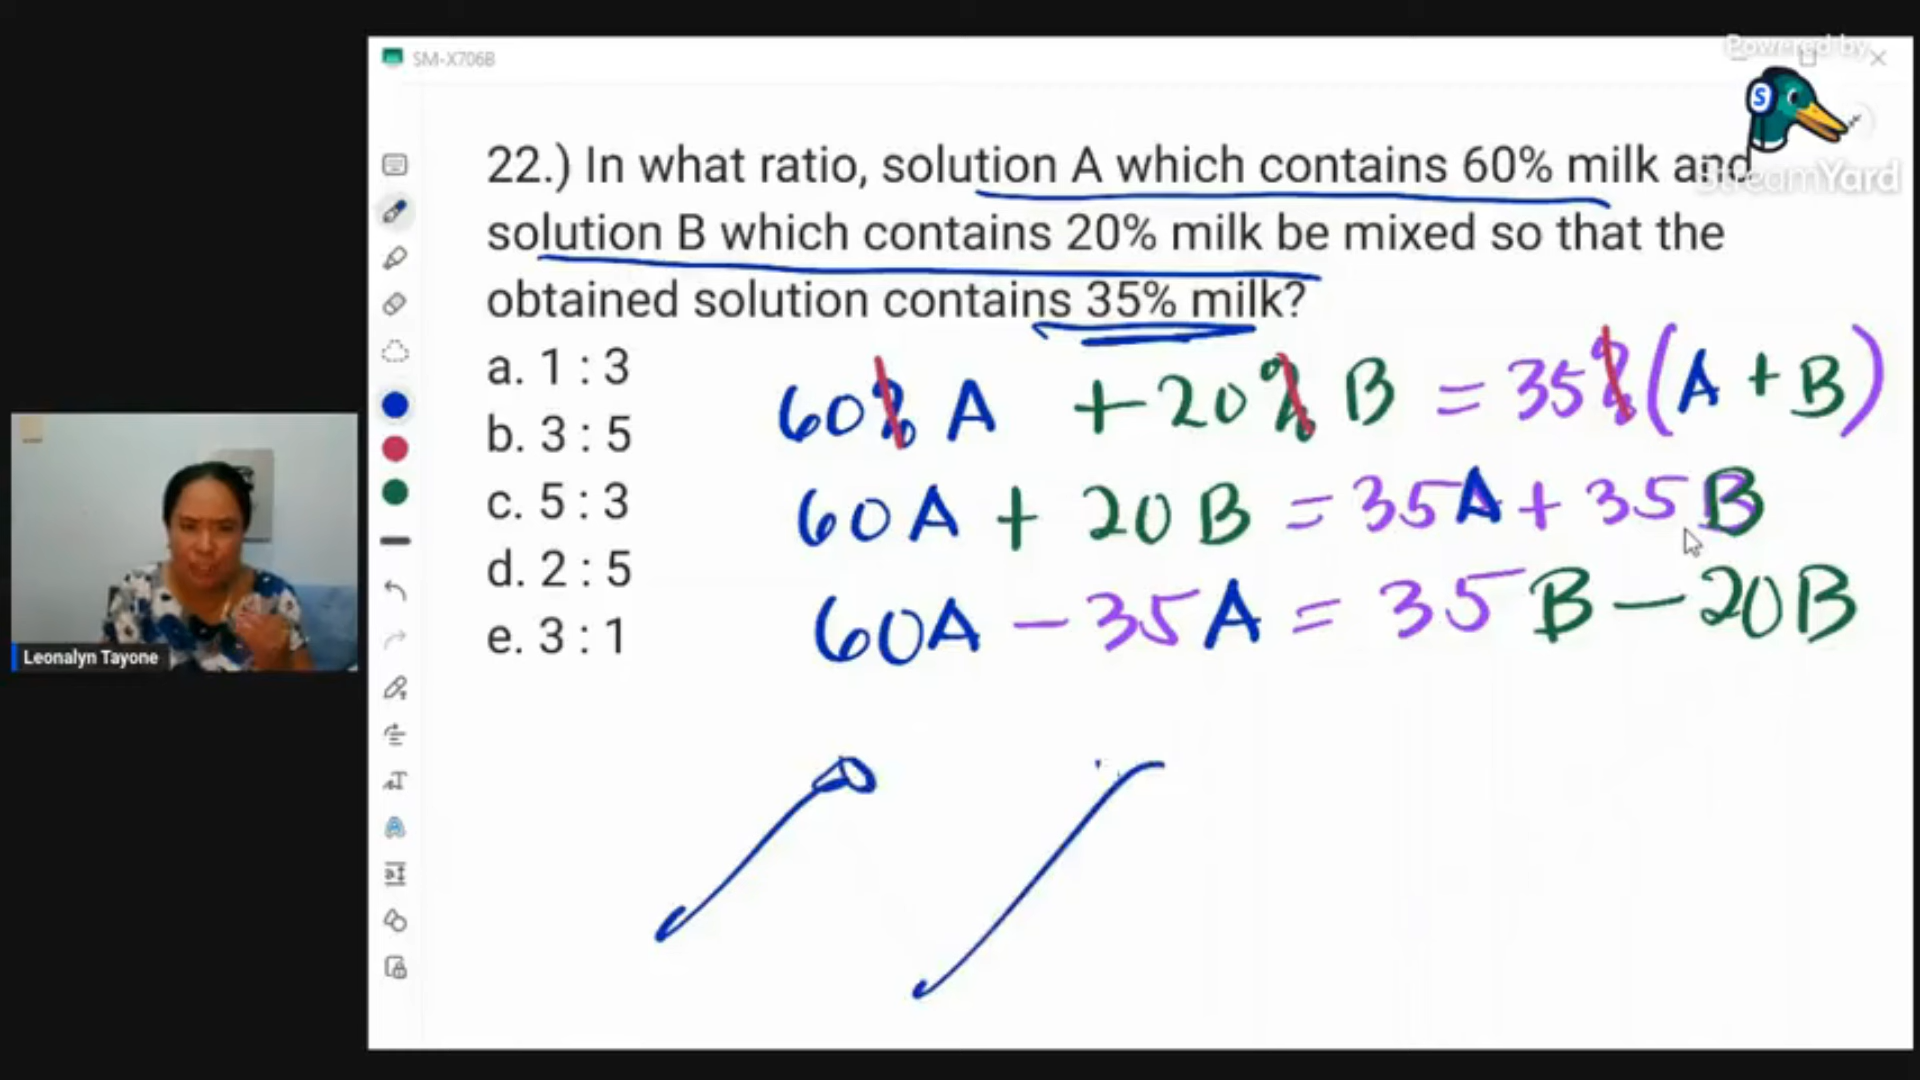 SM-X706B
Powered by
StreamYard
22.) In what ratio, solution A which contains 60% milk and
solution B which contains 20% milk be mixed so that the
obtained solution contains 35% milk?
a. 1 : 3
b. 3 : 5
c. 5 : 3
d. 2 : 5
e. 3 : 1
60% A + 20% B = 35% (A + B)
60A + 20B = 35A + 35B
60A - 35A = 35B - 20B
Leonalyn Tayone